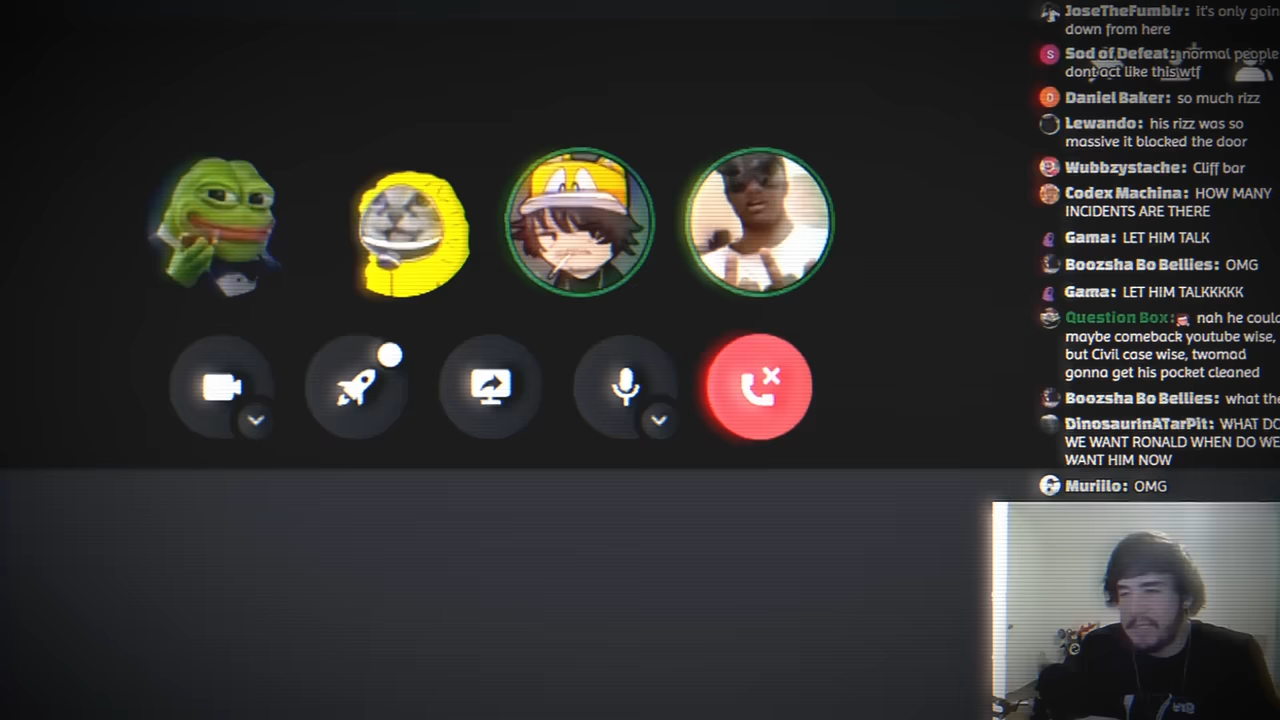 JoseTheFumblr: it's only goin
down from here
S Sod of Defeat: normal people
dont act like this wtf
D Daniel Baker: so much rizz
Lewando: his rizz was so
massive it blocked the door
Wubbzystache: Cliff bar
Codex Machina: HOW MANY
INCIDENTS ARE THERE
Gama: LET HIM TALK
Boozsha Bo Bellies: OMG
Gama: LET HIM TALKKKKK
Question Box: nah he could
maybe comeback youtube wise,
but Civil case wise, twomad
gonna get his pocket cleaned
Boozsha Bo Bellies: what the
DinosaurInATarPit: WHAT DO
WE WANT RONALD WHEN DO WE
WANT HIM NOW
Muriilo: OMG